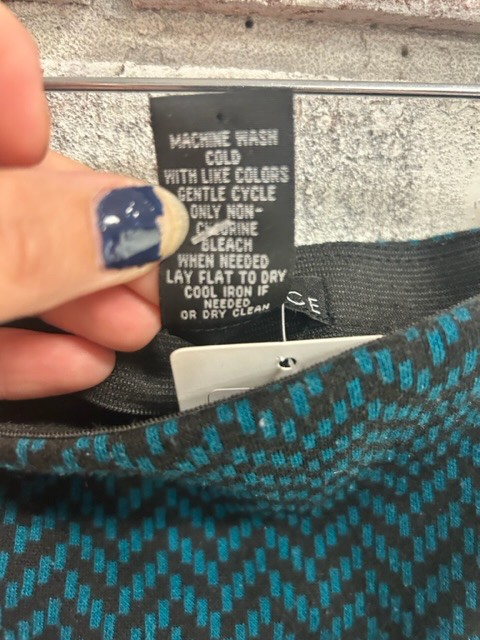 MACHINE WASH
COLD
WITH LIKE COLORS
GENTLE CYCLE
ONLY NON-
CHLORINE
BLEACH
WHEN NEEDED
LAY FLAT TO DRY
COOL IRON IF
NEEDED
OR DRY CLEAN
CE